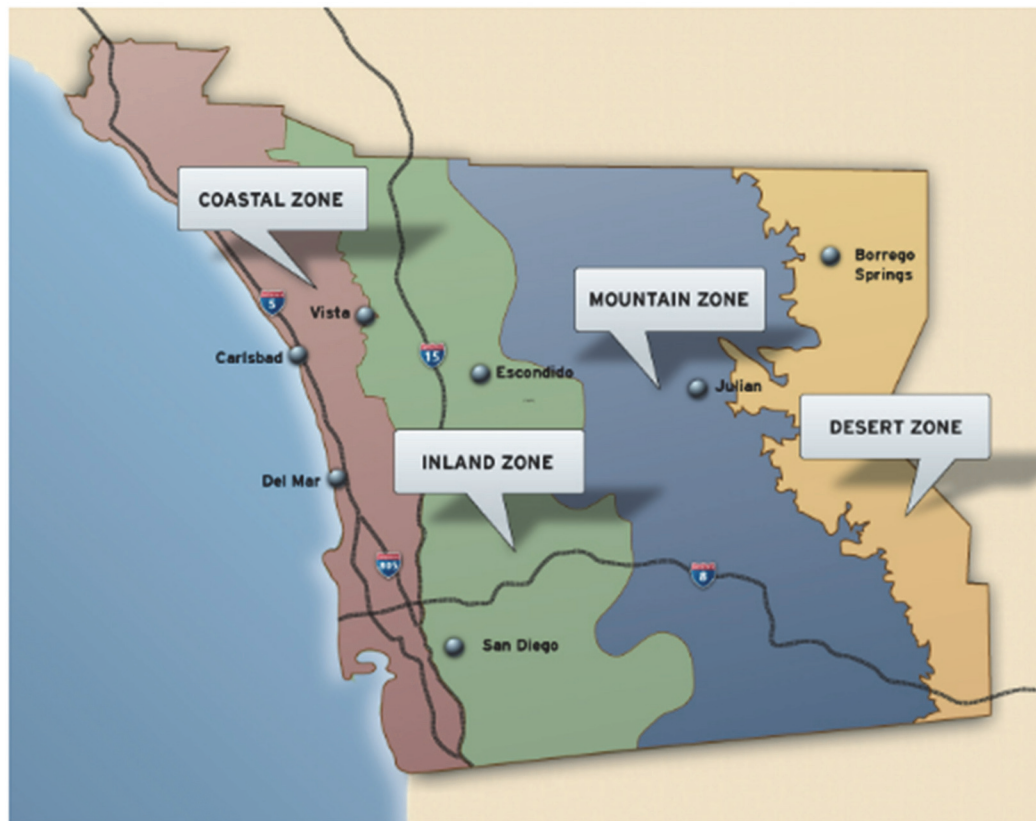 COASTAL ZONE
Borrego
Springs
MOUNTAIN ZONE
5
Vista
15
Carlsbad
Escondido
Julian
DESERT ZONE
INLAND ZONE
Del Mar
805
8
San Diego